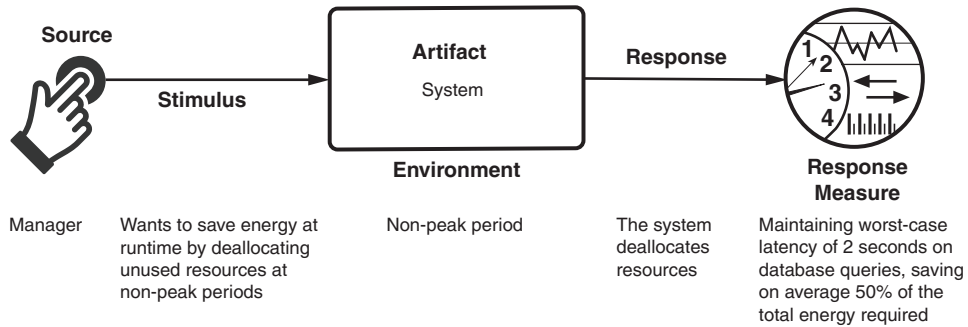 Source
Stimulus
Artifact
System
Environment
Response
1
2
3
4
Response
Measure
Manager
Wants to save energy at
runtime by deallocating
unused resources at
non-peak periods
Non-peak period
The system
deallocates
resources
Maintaining worst-case
latency of 2 seconds on
database queries, saving
on average 50% of the
total energy required